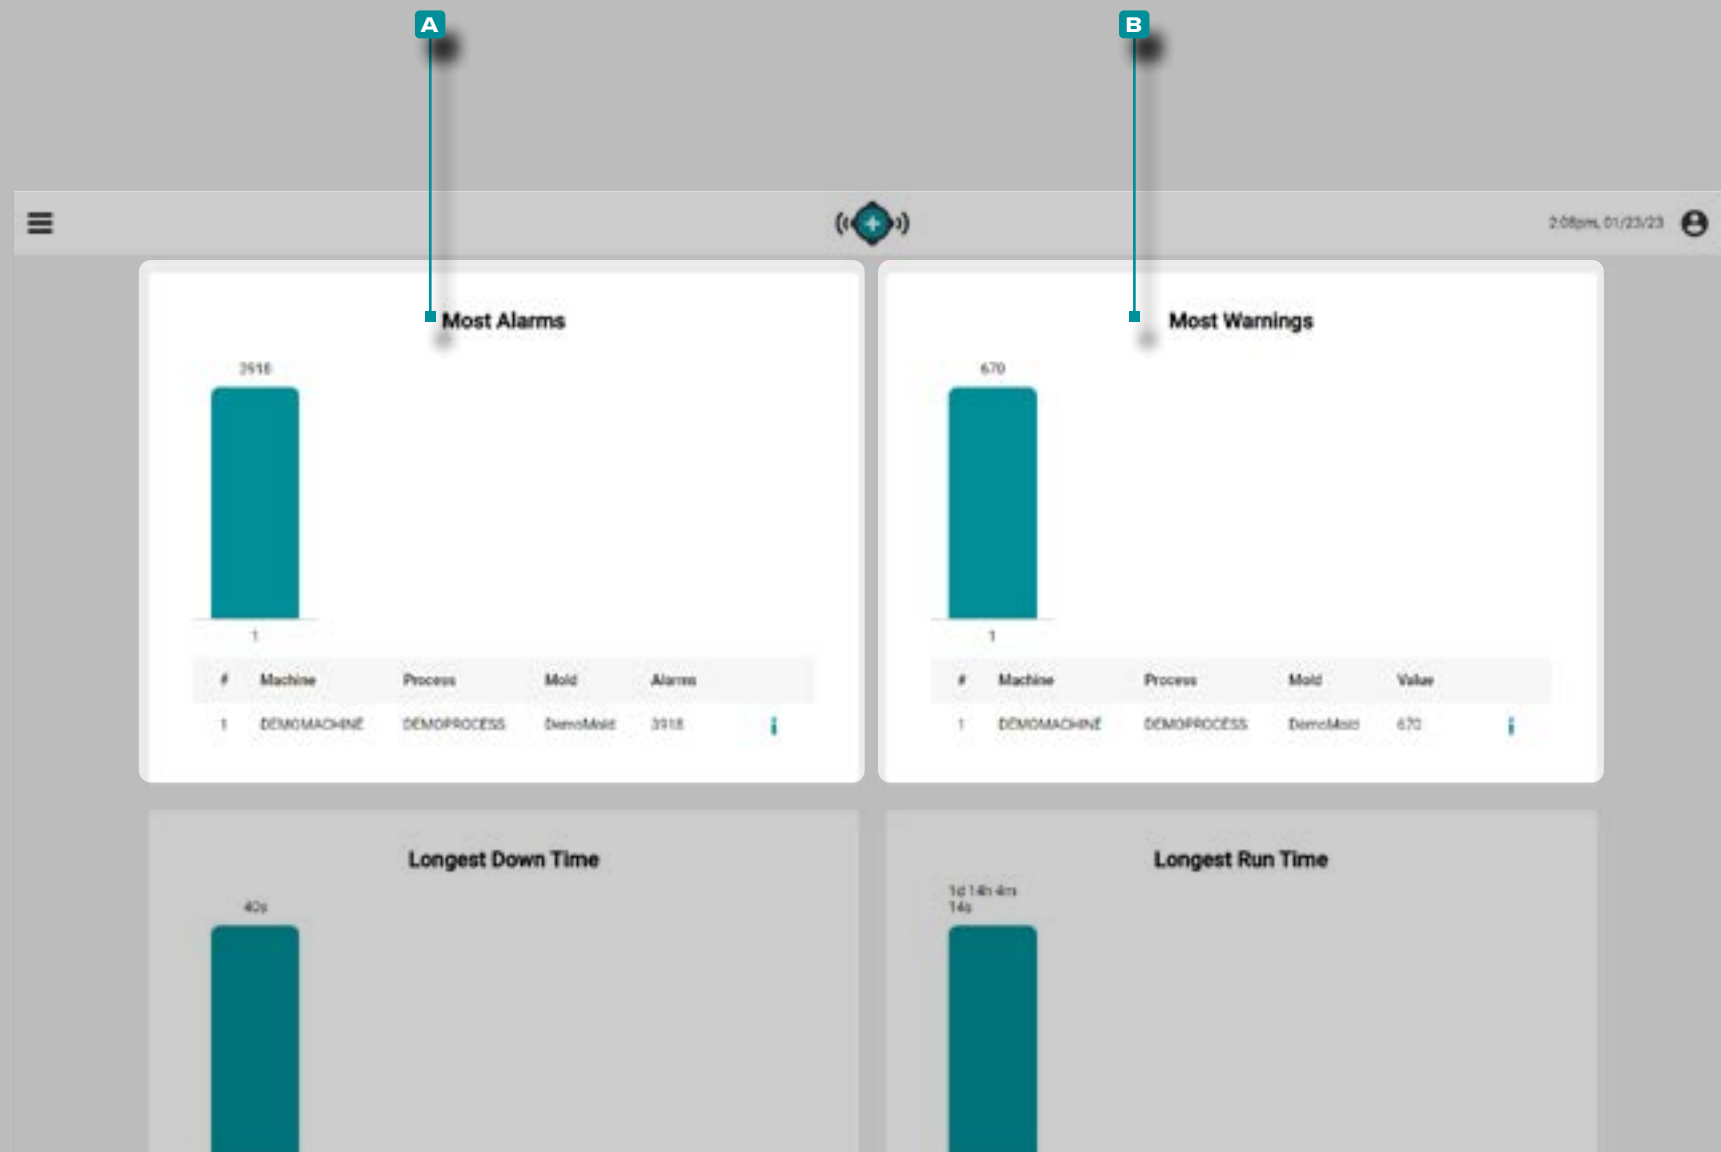 A
B
2:08pm, 01/23/23
Most Alarms
3918
1
# Machine Process Mold Alarms
1 DEMOMACHINE DEMOPROCESS DemoMold 3918
Most Warnings
670
1
# Machine Process Mold Value
1 DEMOMACHINE DEMOPROCESS DemoMold 670
Longest Down Time
40s
Longest Run Time
1d 14h 4m
14s